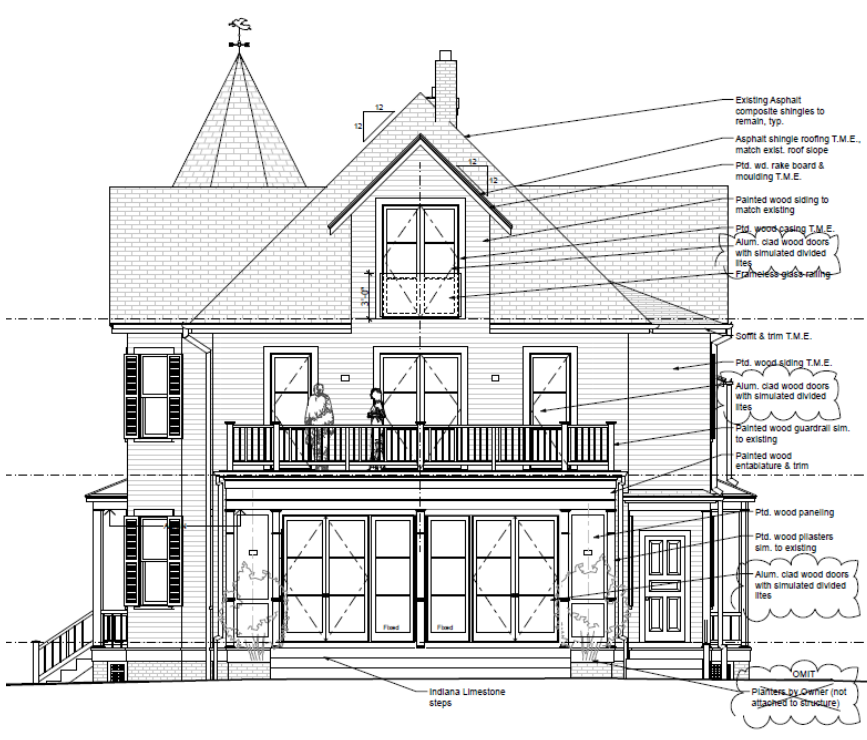 12
12
12
12
3'-0"
Existing Asphalt
composite shingles to
remain, typ.
Asphalt shingle roofing T.M.E.,
match exist. roof slope
Ptd. wd. rake board &
moulding T.M.E.
Painted wood siding to
match existing
Ptd. wood casing T.M.E.
Alum. clad wood doors
with simulated divided
lites
Frameless glass railing
Soffit & trim T.M.E.
Ptd. wood siding T.M.E.
Alum. clad wood doors
with simulated divided
lites
Painted wood guardrail sim.
to existing
Painted wood
entablature & trim
Ptd. wood paneling
Ptd. wood pilasters
sim. to existing
Alum. clad wood doors
with simulated divided
lites
Fixed
Fixed
OMIT
Planters by Owner (not
attached to structure)
Indiana Limestone
steps